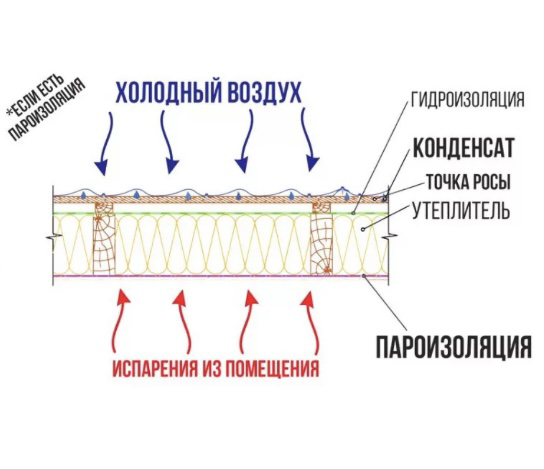 *ЕСЛИ ЕСТЬ
ПАРОИЗОЛЯЦИЯ
ХОЛОДНЫЙ ВОЗДУХ
ГИДРОИЗОЛЯЦИЯ
КОНДЕНСАТ
ТОЧКА РОСЫ
УТЕПЛИТЕЛЬ
ПАРОИЗОЛЯЦИЯ
ИСПАРЕНИЯ ИЗ ПОМЕЩЕНИЯ